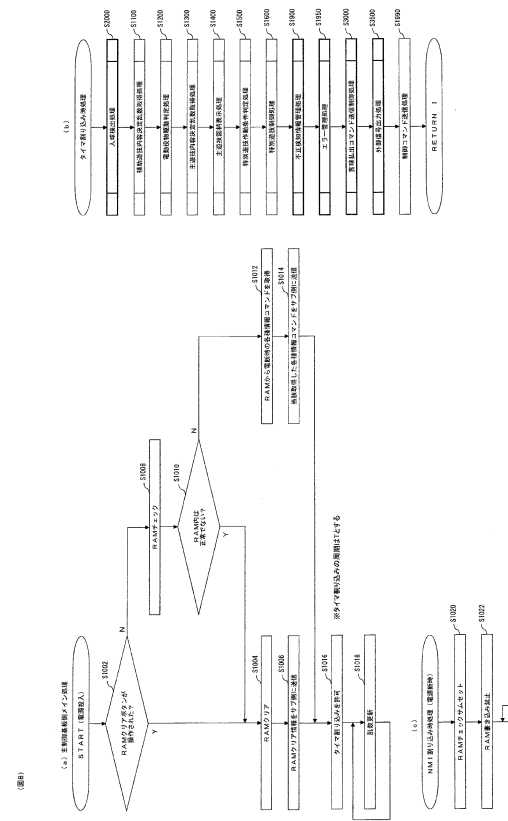 (図8)
(a) 主制御基板側メイン処理
START (電源投入)
S1002
RAMクリアボタンが
操作された?
N
Y
S1008
RAMチェック
S1010
RAM内は
正常でない?
N
Y
S1004
RAMクリア
S1006
RAMクリア情報をサブ側に送信
S1012
RAMから電断時の各種情報コマンドを取得
S1014
当該取得した各種情報コマンドをサブ側に送信
S1016
タイマ割り込みを許可
※タイマ割り込みの周期はTとする
S1018
乱数更新
(c)
NMI割り込み時処理 (電源断時)
S1020
RAMチェックサムセット
S1022
RAM書き込み禁止
(b)
タイマ割り込み時処理
S2000
入球検出処理
S1100
補助遊技内容決定乱数取得処理
S1200
電動役物駆動判定処理
S1300
主遊技内容決定乱数取得処理
S1400
主遊技図柄表示処理
S1500
特別遊技作動条件判定処理
S1600
特別遊技制御処理
S1900
不正検知情報管理処理
S1950
エラー管理処理
S3000
賞球払出コマンド送信制御処理
S3500
外部信号出力処理
S1990
制御コマンド送信処理
RETURN 1